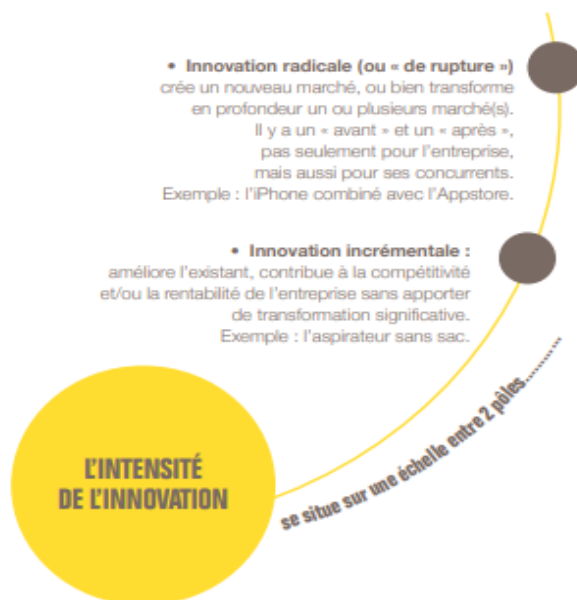 • Innovation radicale (ou « de rupture »)
crée un nouveau marché, ou bien transforme
en profondeur un ou plusieurs marché(s).
Il y a un « avant » et un « après »,
pas seulement pour l'entreprise,
mais aussi pour ses concurrents.
Exemple : l'iPhone combiné avec l'Appstore.
• Innovation incrémentale :
améliore l'existant, contribue à la compétitivité
et/ou la rentabilité de l'entreprise sans apporter
de transformation significative.
Exemple : l'aspirateur sans sac.
L'INTENSITÉ
DE L'INNOVATION
se situe sur une échelle entre 2 pôles..........